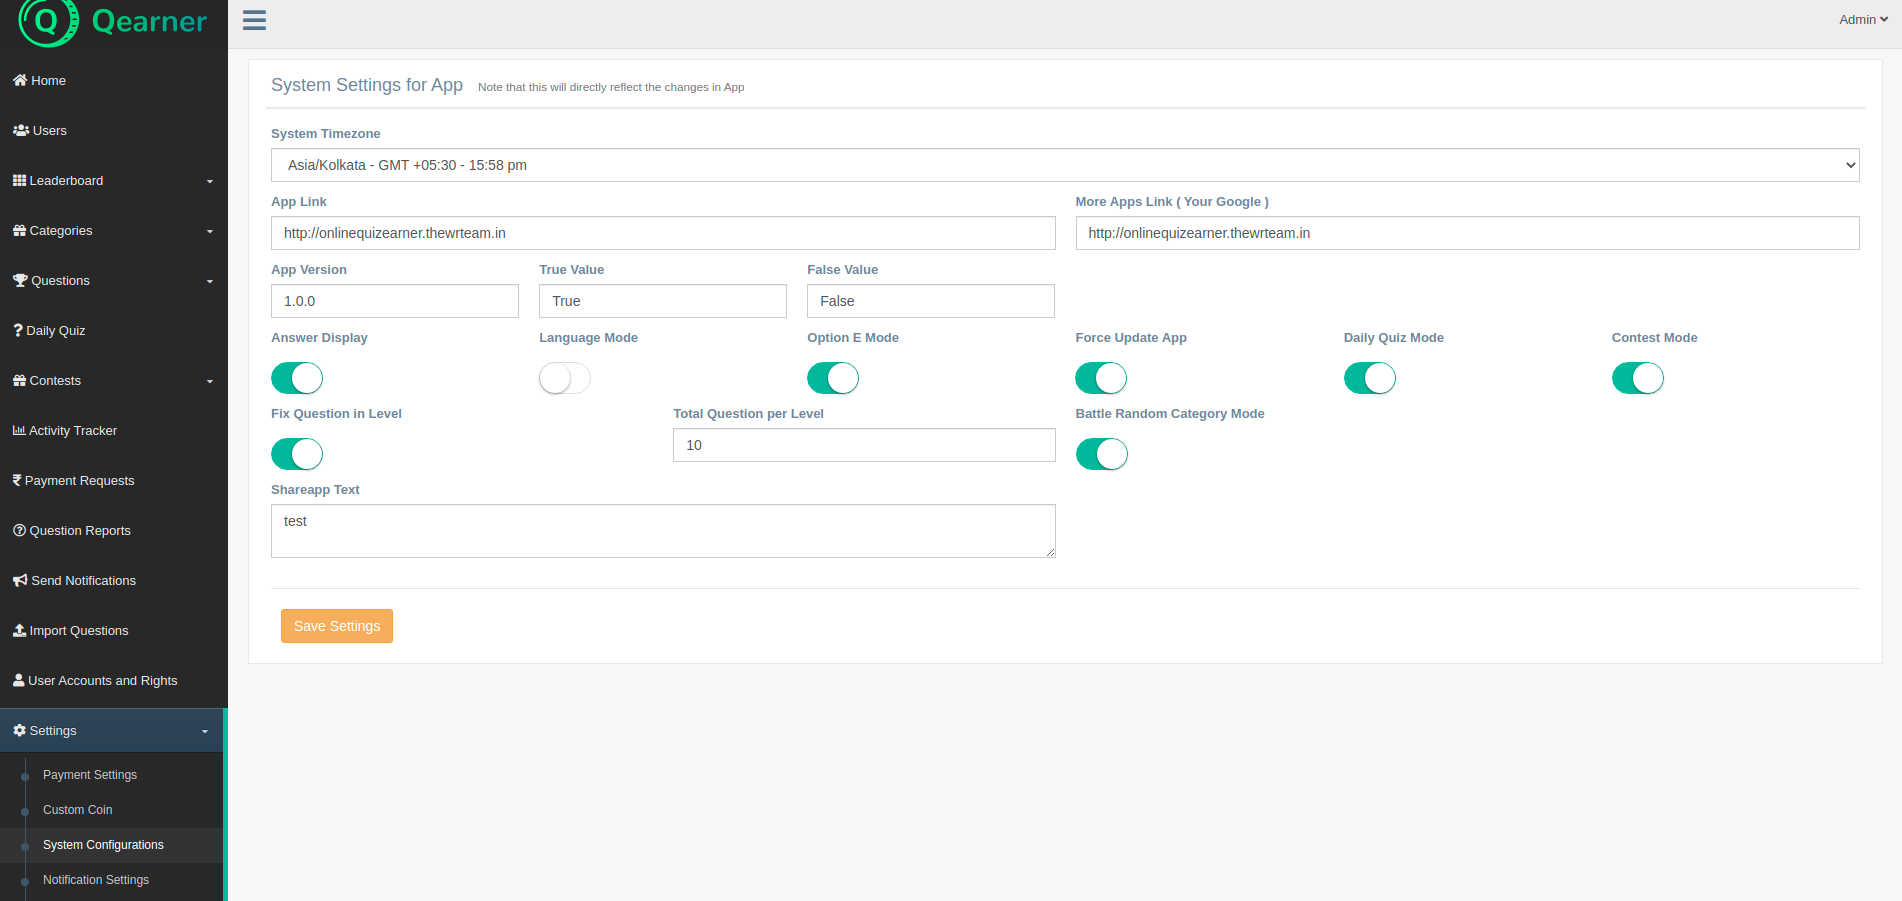 Qearner
Admin
Home
Users
Leaderboard
Categories
Questions
Daily Quiz
Contests
Activity Tracker
Payment Requests
Question Reports
Send Notifications
Import Questions
User Accounts and Rights
Settings
Payment Settings
Custom Coin
System Configurations
Notification Settings
System Settings for App Note that this will directly reflect the changes in App
System Timezone
Asia/Kolkata - GMT +05:30 - 15:58 pm
App Link More Apps Link ( Your Google )
http://onlinequizearner.thewrteam.in http://onlinequizearner.thewrteam.in
App Version True Value False Value
1.0.0 True False
Answer Display Language Mode Option E Mode Force Update App Daily Quiz Mode Contest Mode
Fix Question in Level Total Question per Level Battle Random Category Mode
10
Shareapp Text
test
Save Settings